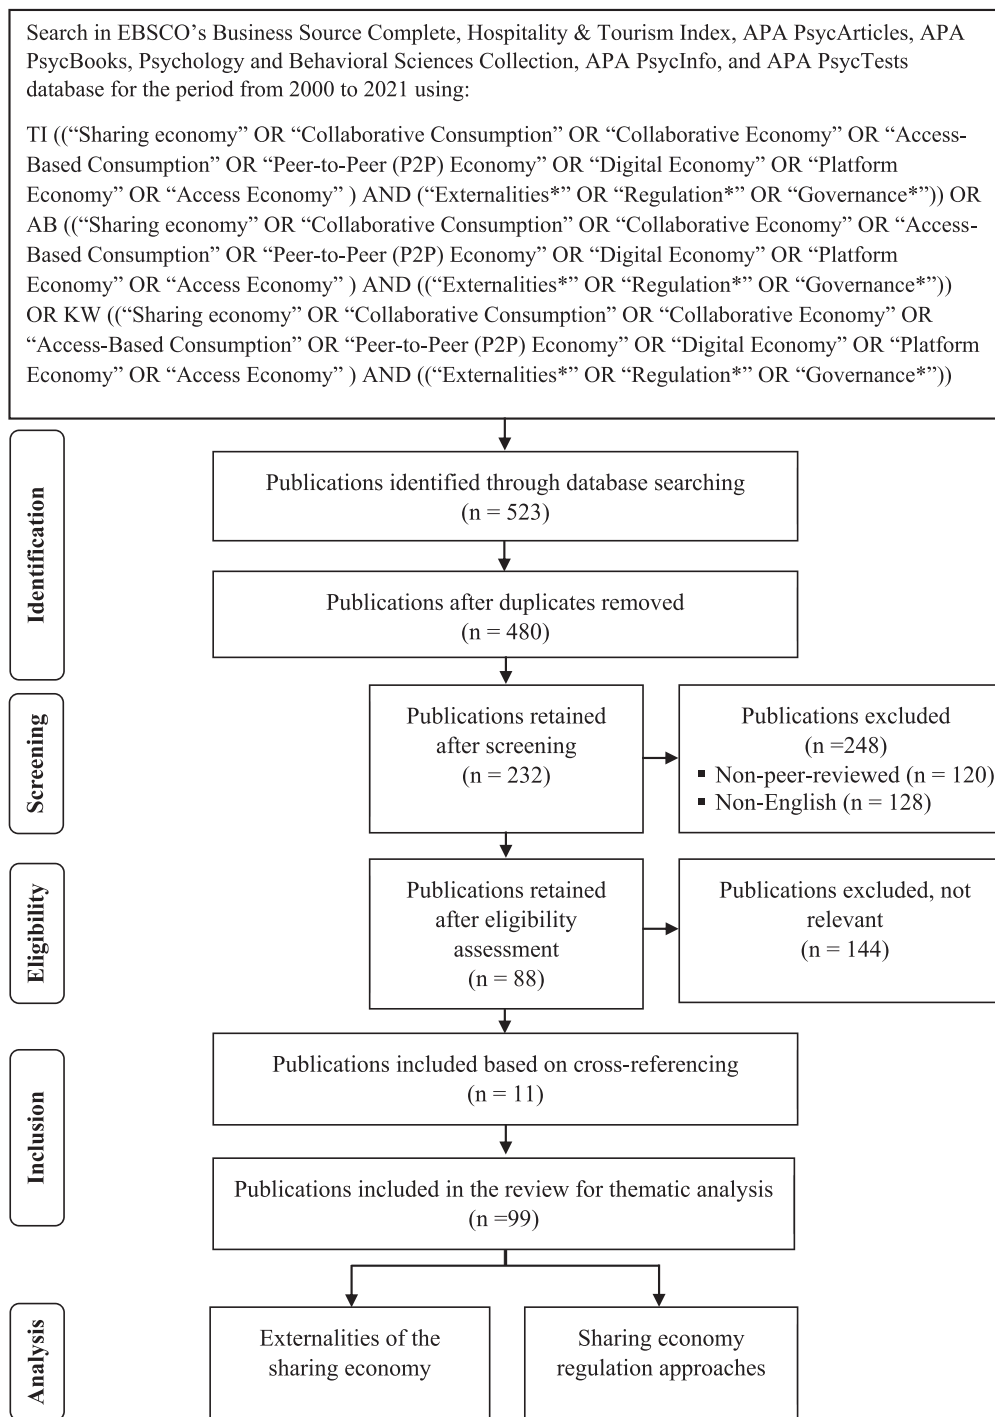 Search in EBSCO’s Business Source Complete, Hospitality & Tourism Index, APA PsycArticles, APA
PsycBooks, Psychology and Behavioral Sciences Collection, APA PsycInfo, and APA PsycTests
database for the period from 2000 to 2021 using:
TI ((“Sharing economy” OR “Collaborative Consumption” OR “Collaborative Economy” OR “Access-
Based Consumption” OR “Peer-to-Peer (P2P) Economy” OR “Digital Economy” OR “Platform
Economy” OR “Access Economy” ) AND (“Externalities*” OR “Regulation*” OR “Governance*”)) OR
AB ((“Sharing economy” OR “Collaborative Consumption” OR “Collaborative Economy” OR “Access-
Based Consumption” OR “Peer-to-Peer (P2P) Economy” OR “Digital Economy” OR “Platform
Economy” OR “Access Economy” ) AND ((“Externalities*” OR “Regulation*” OR “Governance*”))
OR KW ((“Sharing economy” OR “Collaborative Consumption” OR “Collaborative Economy” OR
“Access-Based Consumption” OR “Peer-to-Peer (P2P) Economy” OR “Digital Economy” OR “Platform
Economy” OR “Access Economy” ) AND ((“Externalities*” OR “Regulation*” OR “Governance*”))
Identification
Publications identified through database searching
(n = 523)
Publications after duplicates removed
(n = 480)
Screening
Publications retained
after screening
(n = 232)
Publications excluded
(n =248)
▪ Non-peer-reviewed (n = 120)
▪ Non-English (n = 128)
Eligibility
Publications retained
after eligibility
assessment
(n = 88)
Publications excluded, not
relevant
(n = 144)
Inclusion
Publications included based on cross-referencing
(n = 11)
Publications included in the review for thematic analysis
(n =99)
Analysis
Externalities of the
sharing economy
Sharing economy
regulation approaches